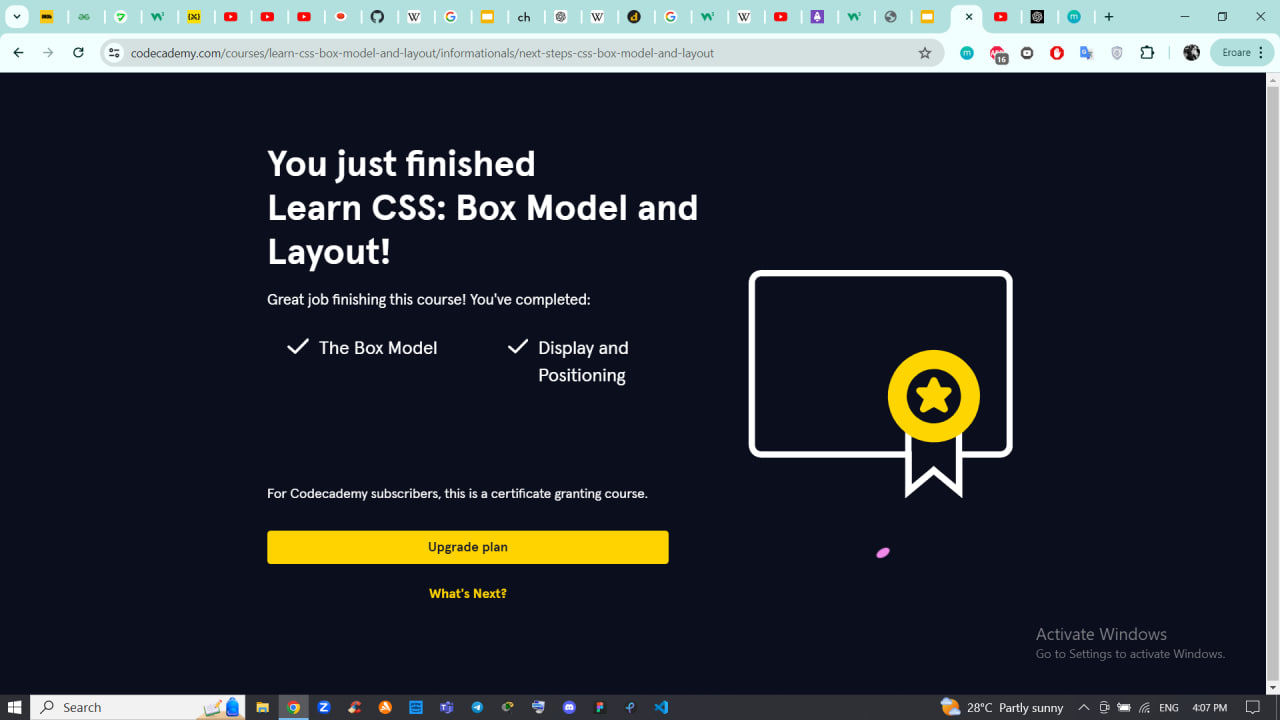 codecademy.com/courses/learn-css-box-model-and-layout/informationals/next-steps-css-box-model-and-layout
16
Eroare
You just finished
Learn CSS: Box Model and
Layout!
Great job finishing this course! You've completed:
The Box Model
Display and
Positioning
For Codecademy subscribers, this is a certificate granting course.
Upgrade plan
What's Next?
Activate Windows
Go to Settings to activate Windows.
Search
28°C Partly sunny
ENG
4:07 PM